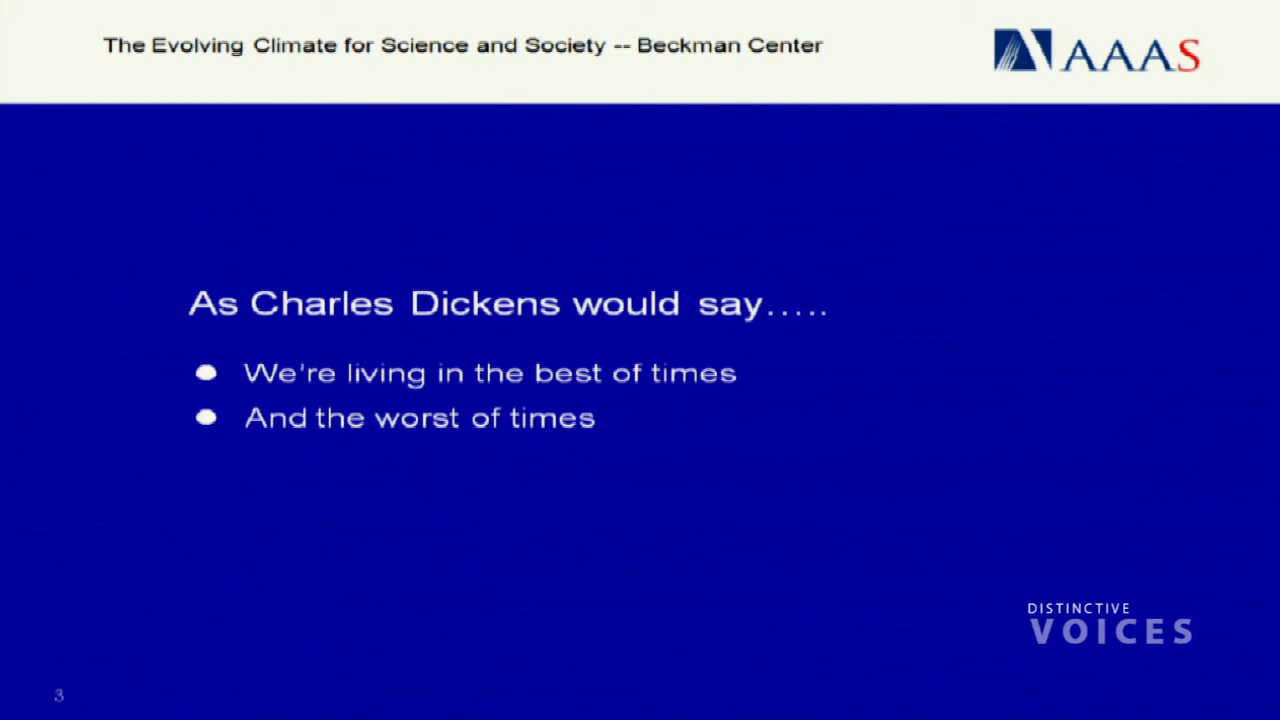 The Evolving Climate for Science and Society -- Beckman Center
AAAS
As Charles Dickens would say.....
We're living in the best of times
And the worst of times
DISTINCTIVE
VOICES
3